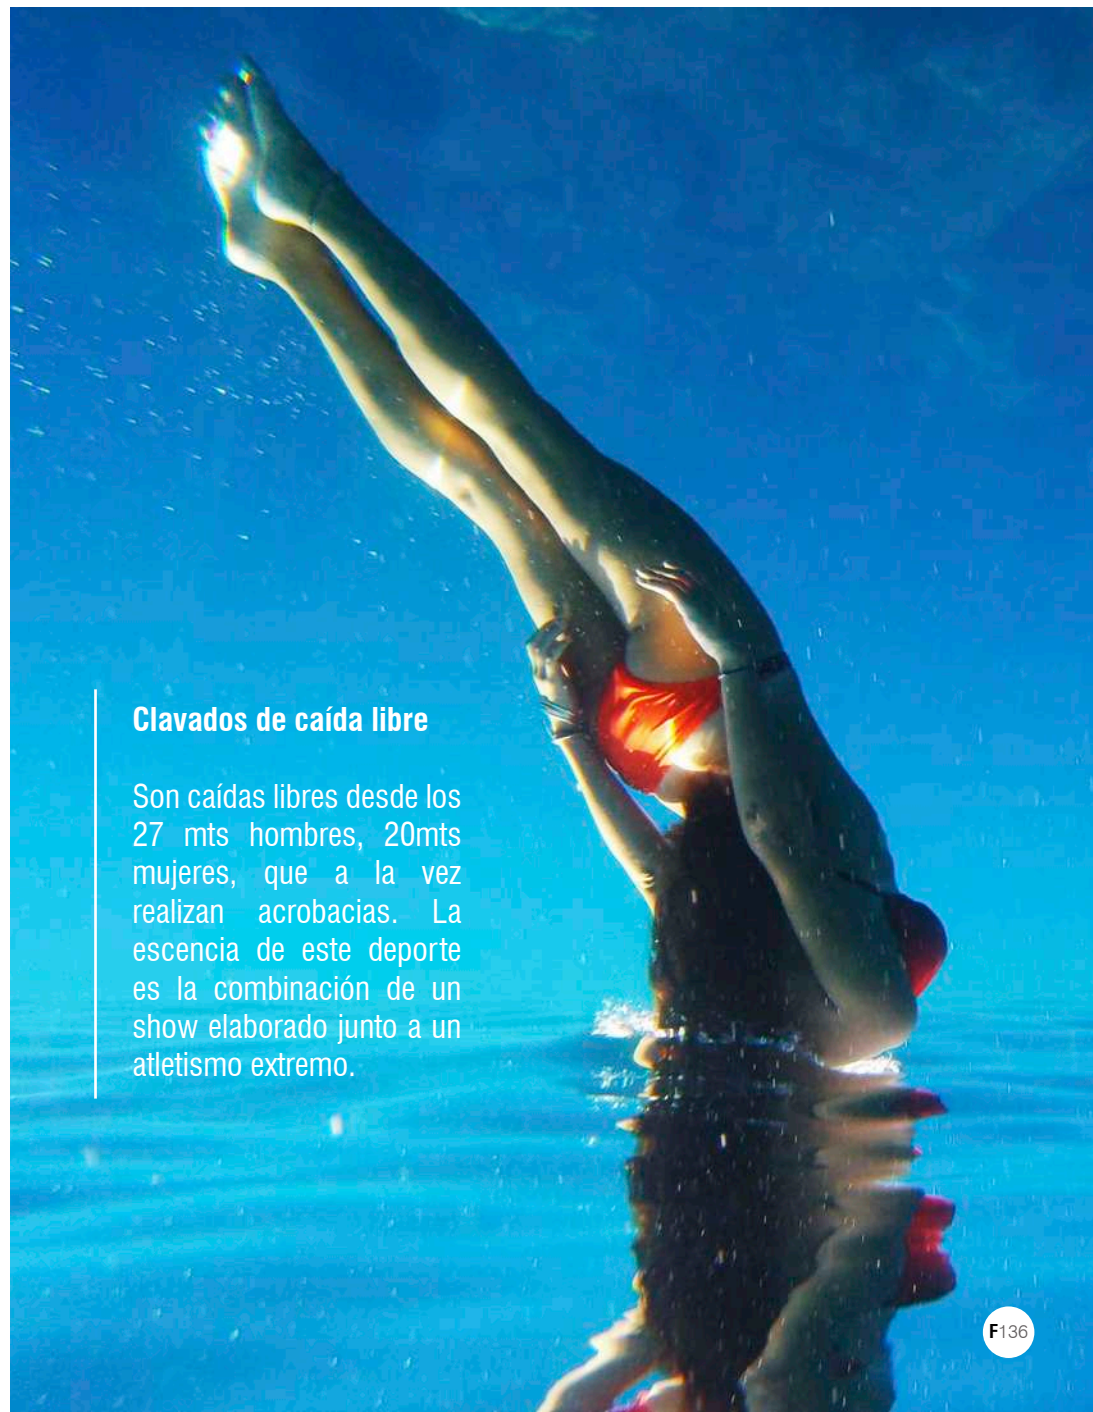 Clavados de caída libre
Son caídas libres desde los
27 mts hombres, 20mts
mujeres, que a la vez
realizan acrobacias. La
escencia de este deporte
es la combinación de un
show elaborado junto a un
atletismo extremo.
F136